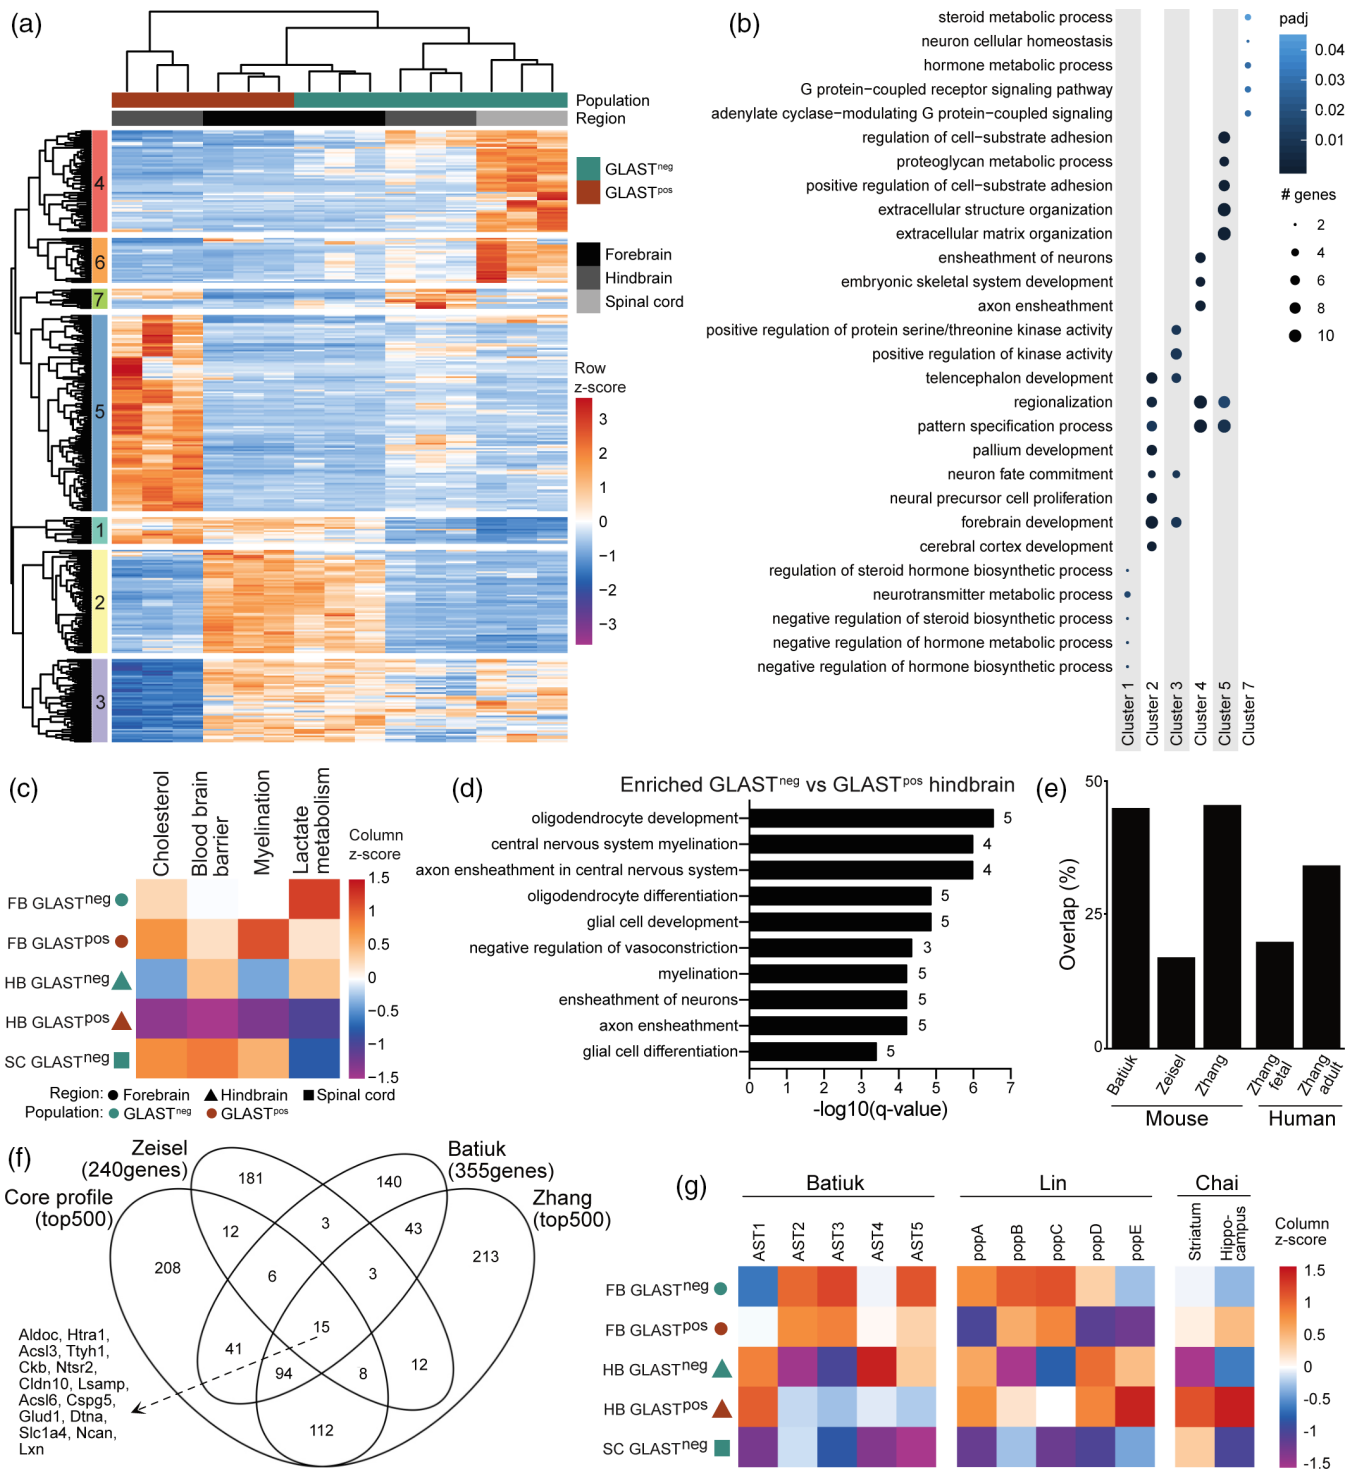 (a)
Population
Region
GLASTneg
GLASTpos
Forebrain
Hindbrain
Spinal cord
Row
z-score
3
2
1
0
−1
−2
−3
4
6
7
5
1
2
3
(b)
steroid metabolic process
neuron cellular homeostasis
hormone metabolic process
G protein−coupled receptor signaling pathway
adenylate cyclase−modulating G protein−coupled signaling
regulation of cell−substrate adhesion
proteoglycan metabolic process
positive regulation of cell−substrate adhesion
extracellular structure organization
extracellular matrix organization
ensheathment of neurons
embryonic skeletal system development
axon ensheathment
positive regulation of protein serine/threonine kinase activity
positive regulation of kinase activity
telencephalon development
regionalization
pattern specification process
pallium development
neuron fate commitment
neural precursor cell proliferation
forebrain development
cerebral cortex development
regulation of steroid hormone biosynthetic process
neurotransmitter metabolic process
negative regulation of steroid biosynthetic process
negative regulation of hormone metabolic process
negative regulation of hormone biosynthetic process
Cluster 1
Cluster 2
Cluster 3
Cluster 4
Cluster 5
Cluster 7
padj
0.04
0.03
0.02
0.01
# genes
2
4
6
8
10
(c)
Cholesterol
Blood brain
barrier
Myelination
Lactate
metabolism
Column
z-score
1.5
1
0.5
0
−0.5
−1
−1.5
FB GLASTneg
FB GLASTpos
HB GLASTneg
HB GLASTpos
SC GLASTneg
Region: Forebrain Hindbrain Spinal cord
Population: GLASTneg GLASTpos
(d)
Enriched GLASTneg vs GLASTpos hindbrain
oligodendrocyte development 5
central nervous system myelination 4
axon ensheathment in central nervous system 4
oligodendrocyte differentiation 5
glial cell development 5
negative regulation of vasoconstriction 3
myelination 5
ensheathment of neurons 5
axon ensheathment 5
glial cell differentiation 5
0 1 2 3 4 5 6 7
-log10(q-value)
(e)
Overlap (%)
50
25
0
Batiuk
Zeisel
Zhang
Zhang
fetal
Zhang
adult
Mouse
Human
(f)
Zeisel
(240genes)
Batiuk
(355genes)
Core profile
(top500)
Zhang
(top500)
181
140
12
3
43
208
6
3
213
15
41
94
8
12
112
Aldoc, Htra1,
Acsl3, Ttyh1,
Ckb, Ntsr2,
Cldn10, Lsamp,
Acsl6, Cspg5,
Glud1, Dtna,
Slc1a4, Ncan,
Lxn
(g)
Batiuk
Lin
Chai
AST1
AST2
AST3
AST4
AST5
popA
popB
popC
popD
popE
Striatum
Hippo-
campus
Column
z-score
FB GLASTneg
FB GLASTpos
HB GLASTneg
HB GLASTpos
SC GLASTneg
1.5
1
0.5
0
-0.5
-1
-1.5